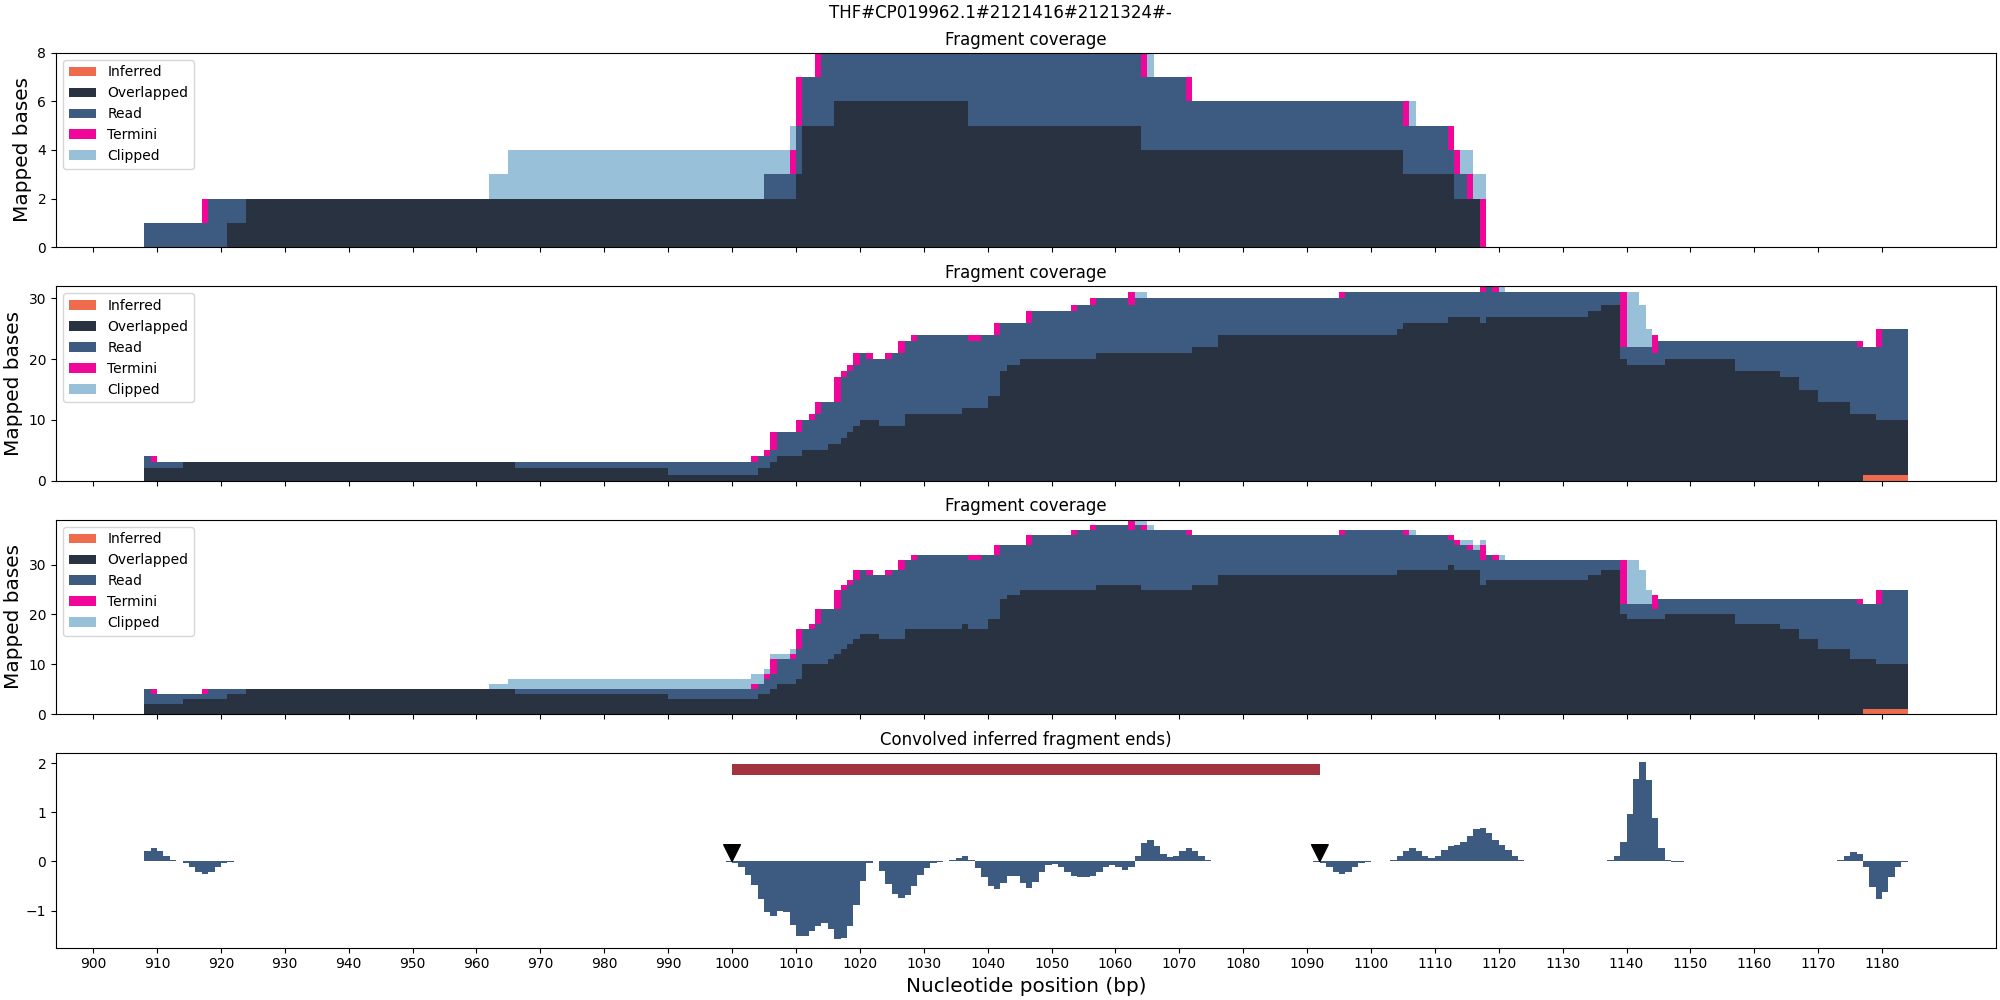 THF#CP019962.1#2121416#2121324#-
Fragment coverage
Mapped bases
8
6
4
2
0
Inferred
Overlapped
Read
Termini
Clipped
Fragment coverage
Mapped bases
30
20
10
0
Inferred
Overlapped
Read
Termini
Clipped
Fragment coverage
Mapped bases
30
20
10
0
Inferred
Overlapped
Read
Termini
Clipped
Convolved inferred fragment ends)
2
1
0
−1
900 910 920 930 940 950 960 970 980 990 1000 1010 1020 1030 1040 1050 1060 1070 1080 1090 1100 1110 1120 1130 1140 1150 1160 1170 1180
Nucleotide position (bp)